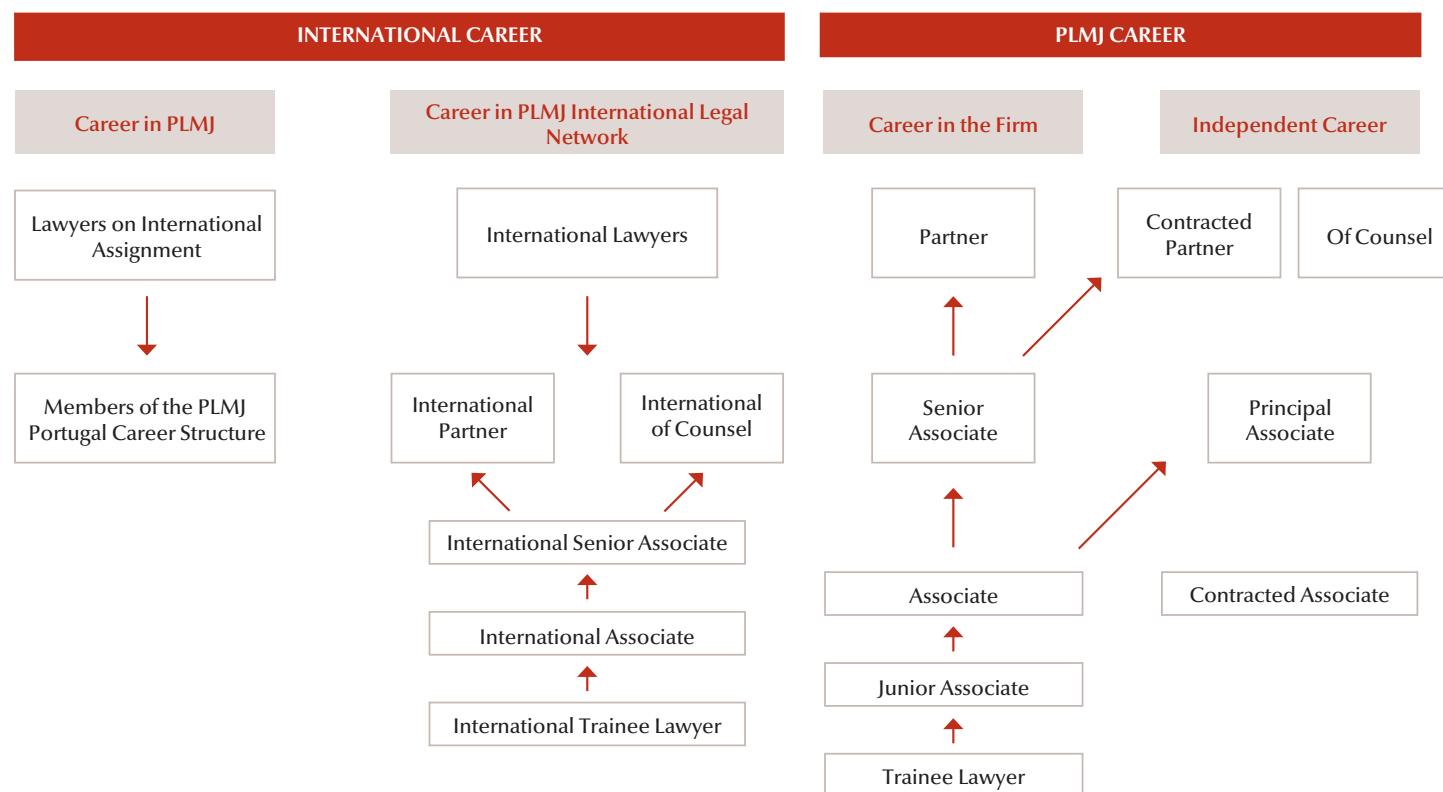 INTERNATIONAL CAREER
PLMJ CAREER
Career in PLMJ
Career in PLMJ International Legal
Network
Career in the Firm
Independent Career
Lawyers on International
Assignment
International Lawyers
Partner
Contracted
Partner
Of Counsel
Members of the PLMJ
Portugal Career Structure
International
Partner
International
of Counsel
Senior
Associate
Principal
Associate
International Senior Associate
Associate
Contracted Associate
International Associate
Junior Associate
International Trainee Lawyer
Trainee Lawyer